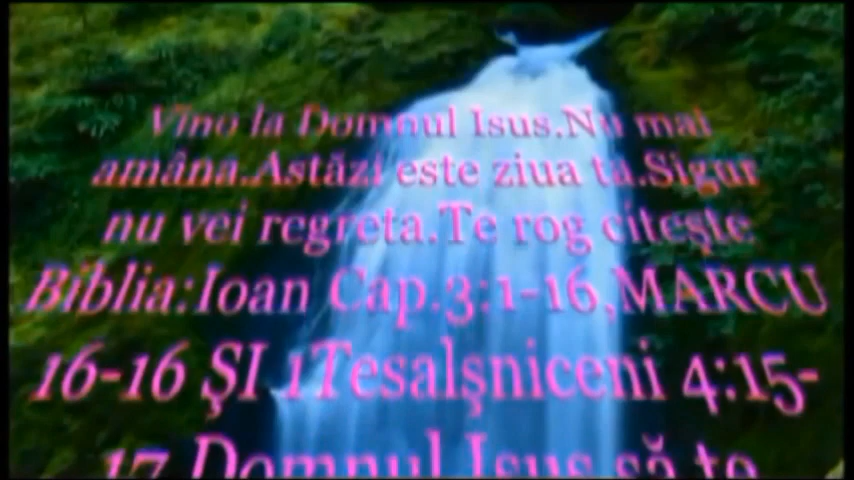 Vino la Domnul Isus.Nu mai
amâna.Astăzi este ziua ta.Sigur
nu vei regreta.Te rog citeşte
Biblia:Ioan Cap.3:1-16,MARCU
16-16 ŞI 1Tesalşniceni 4:15-
17 Domnul Isus să te